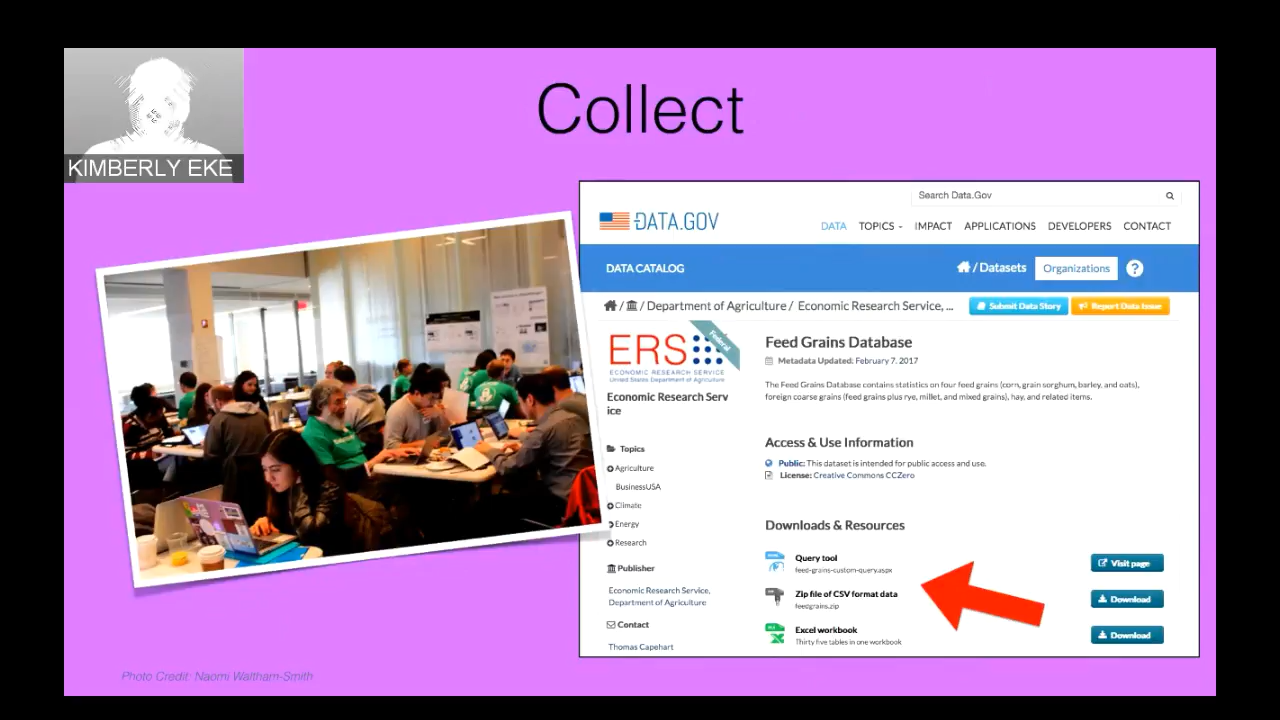 Collect
KIMBERLY EKE
Search Data.Gov
DATA.GOV
DATA TOPICS IMPACT APPLICATIONS DEVELOPERS CONTACT
DATA CATALOG
/ Datasets Organizations ?
/ / Department of Agriculture / Economic Research Service, ...
Submit Data Story Report Data Issue
ERS
Federal
ECONOMIC RESEARCH SERVICE
United States Department of Agriculture
Economic Research Serv
ice
Topics
Agriculture
BusinessUSA
Climate
Energy
Research
Publisher
Economic Research Service,
Department of Agriculture
Contact
Thomas Capehart
Feed Grains Database
Metadata Updated: February 7, 2017
The Feed Grains Database contains statistics on four feed grains (corn, grain sorghum, barley, and oats),
foreign coarse grains (feed grains plus rye, millet, and mixed grains), hay, and related items.
Access & Use Information
Public: This dataset is intended for public access and use.
License: Creative Commons CCZero
Downloads & Resources
Query tool
feed-grains-custom-query.aspx
Visit page
Zip file of CSV format data
feedgrains.zip
Download
Excel workbook
Thirty five tables in one workbook
Download
Photo Credit: Naomi Waltham-Smith